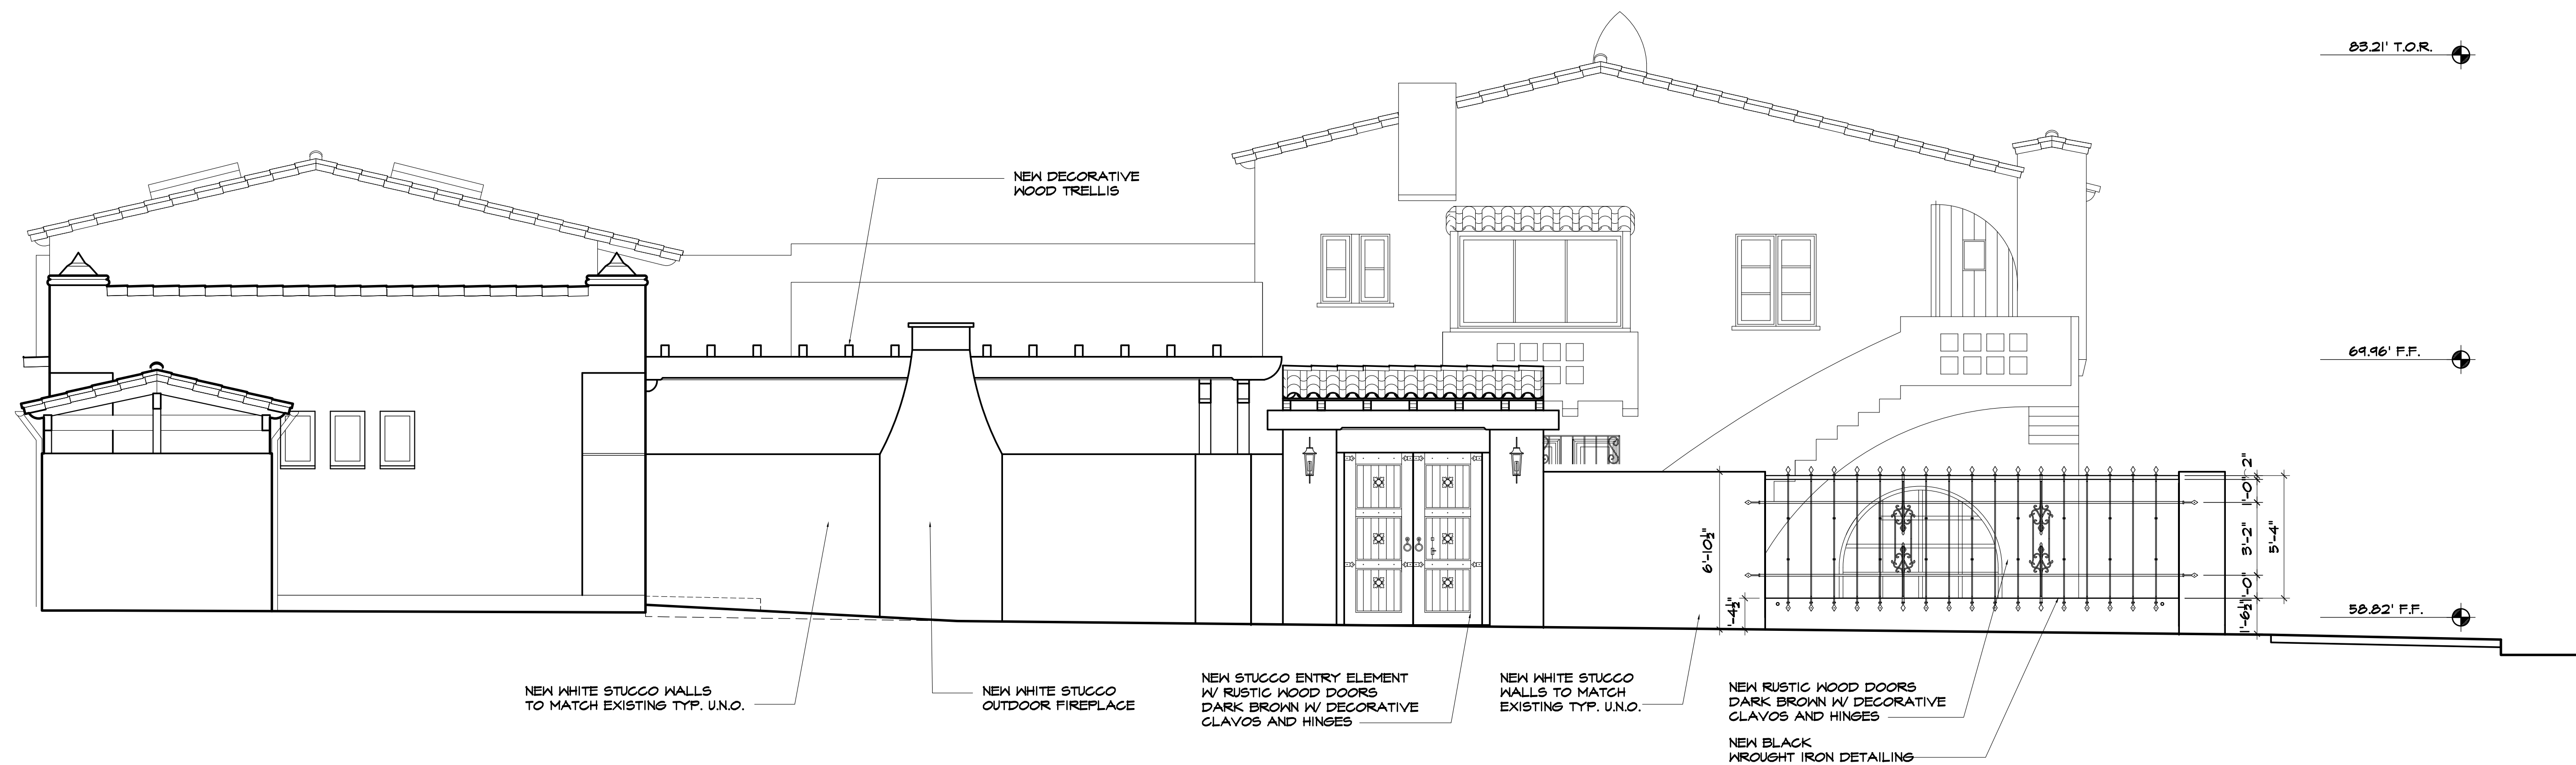 83.21' T.O.R.
NEW DECORATIVE
WOOD TRELLIS
69.96' F.F.
2"
1'-0"
3'-2"
5'-4"
1'-0"
1'-6½"
6'-10½"
1'-4½"
58.82' F.F.
NEW WHITE STUCCO WALLS
TO MATCH EXISTING TYP. U.N.O.
NEW WHITE STUCCO
OUTDOOR FIREPLACE
NEW STUCCO ENTRY ELEMENT
W/ RUSTIC WOOD DOORS
DARK BROWN W/ DECORATIVE
CLAVOS AND HINGES
NEW WHITE STUCCO
WALLS TO MATCH
EXISTING TYP. U.N.O.
NEW RUSTIC WOOD DOORS
DARK BROWN W/ DECORATIVE
CLAVOS AND HINGES
NEW BLACK
WROUGHT IRON DETAILING